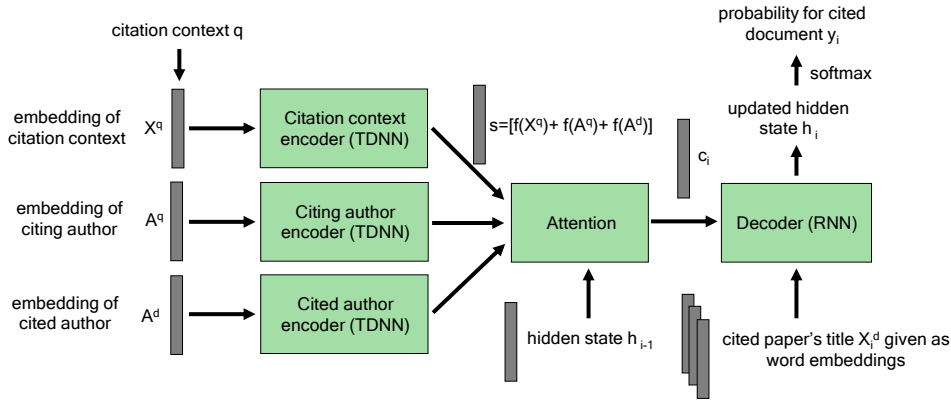 citation context q
embedding of
citation context
X^q
Citation context
encoder (TDNN)
embedding of
citing author
A^q
Citing author
encoder (TDNN)
embedding of
cited author
A^d
Cited author
encoder (TDNN)
s=[f(X^q)+ f(A^q)+ f(A^d)]
Attention
hidden state h_{i-1}
c_i
Decoder (RNN)
cited paper's title X_i^d given as
word embeddings
updated hidden
state h_i
softmax
probability for cited
document y_i